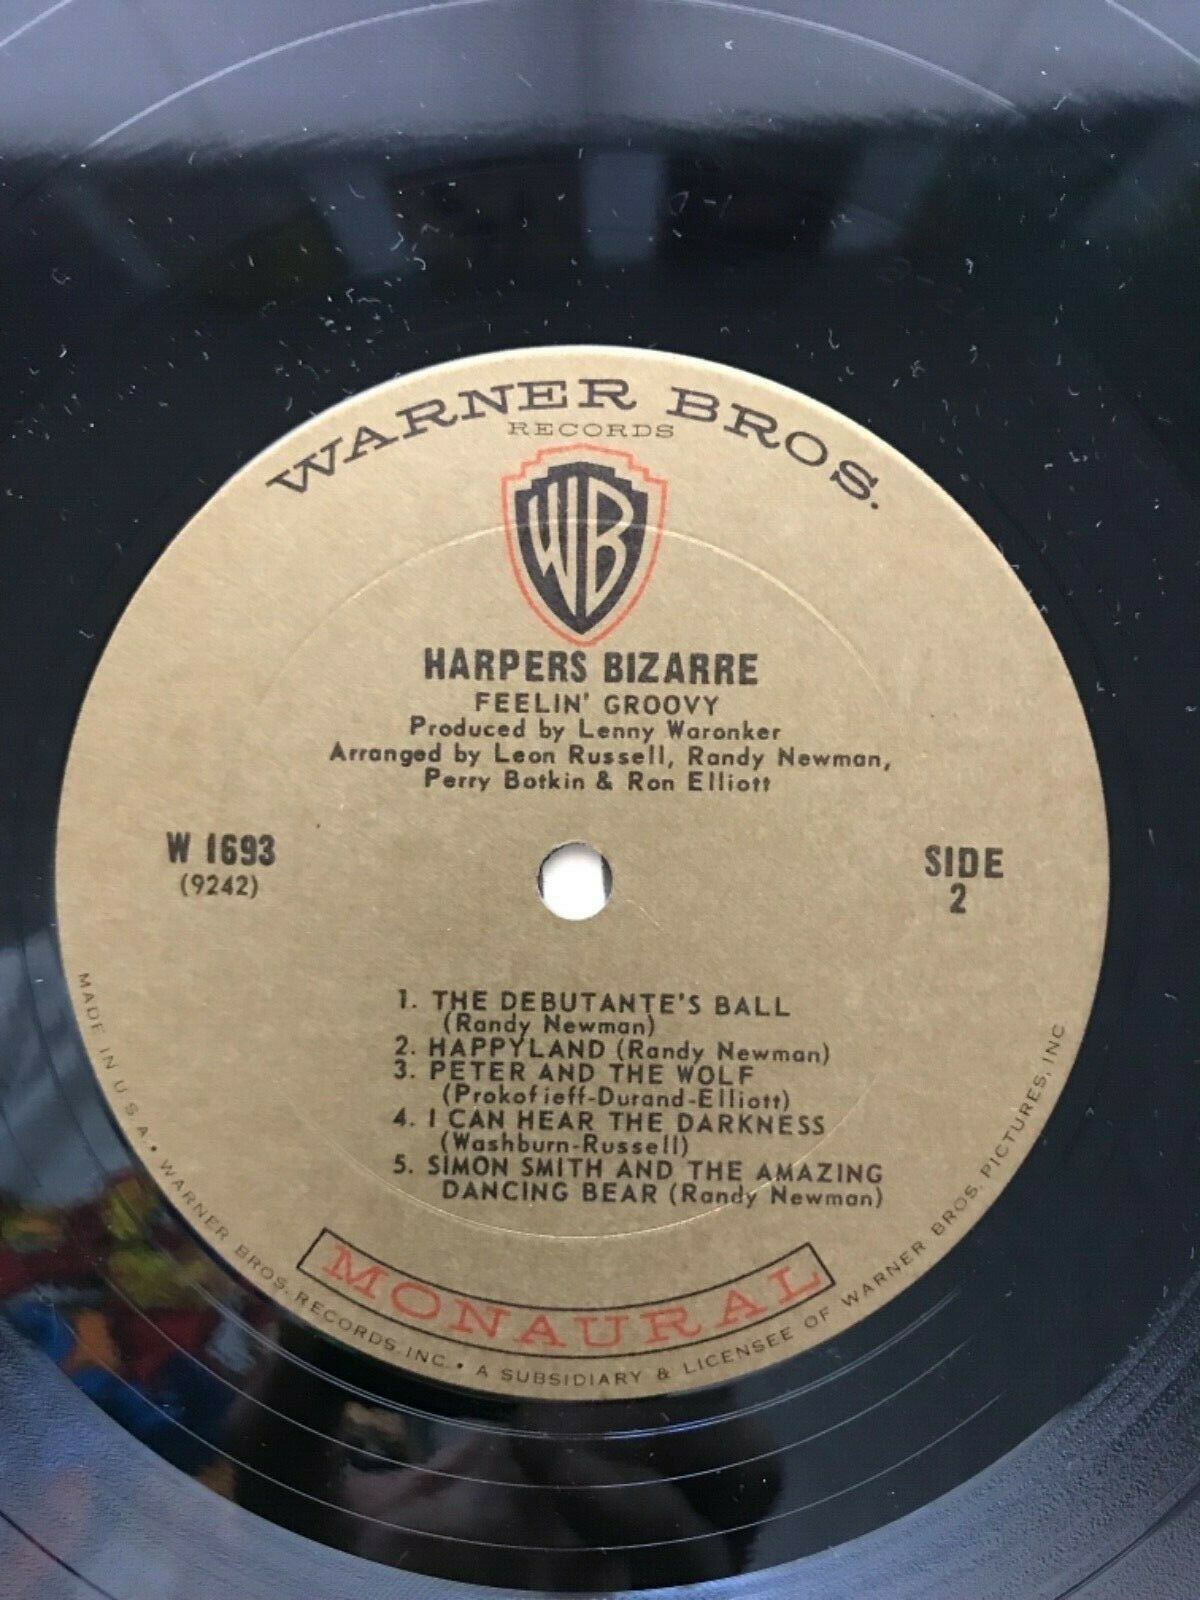 WARNER BROS.
RECORDS
WB
HARPERS BIZARRE
FEELIN' GROOVY
Produced by Lenny Waronker
Arranged by Leon Russell, Randy Newman,
Perry Botkin & Ron Elliott
W 1693
(9242)
SIDE
2
1. THE DEBUTANTE'S BALL
(Randy Newman)
2. HAPPYLAND (Randy Newman)
3. PETER AND THE WOLF
(Prokofieff-Durand-Elliott)
4. I CAN HEAR THE DARKNESS
(Washburn-Russell)
5. SIMON SMITH AND THE AMAZING
DANCING BEAR (Randy Newman)
MONAURAL
MADE IN U.S.A. • WARNER BROS. RECORDS, INC. • A SUBSIDIARY & LICENSEE OF WARNER BROS. PICTURES, INC